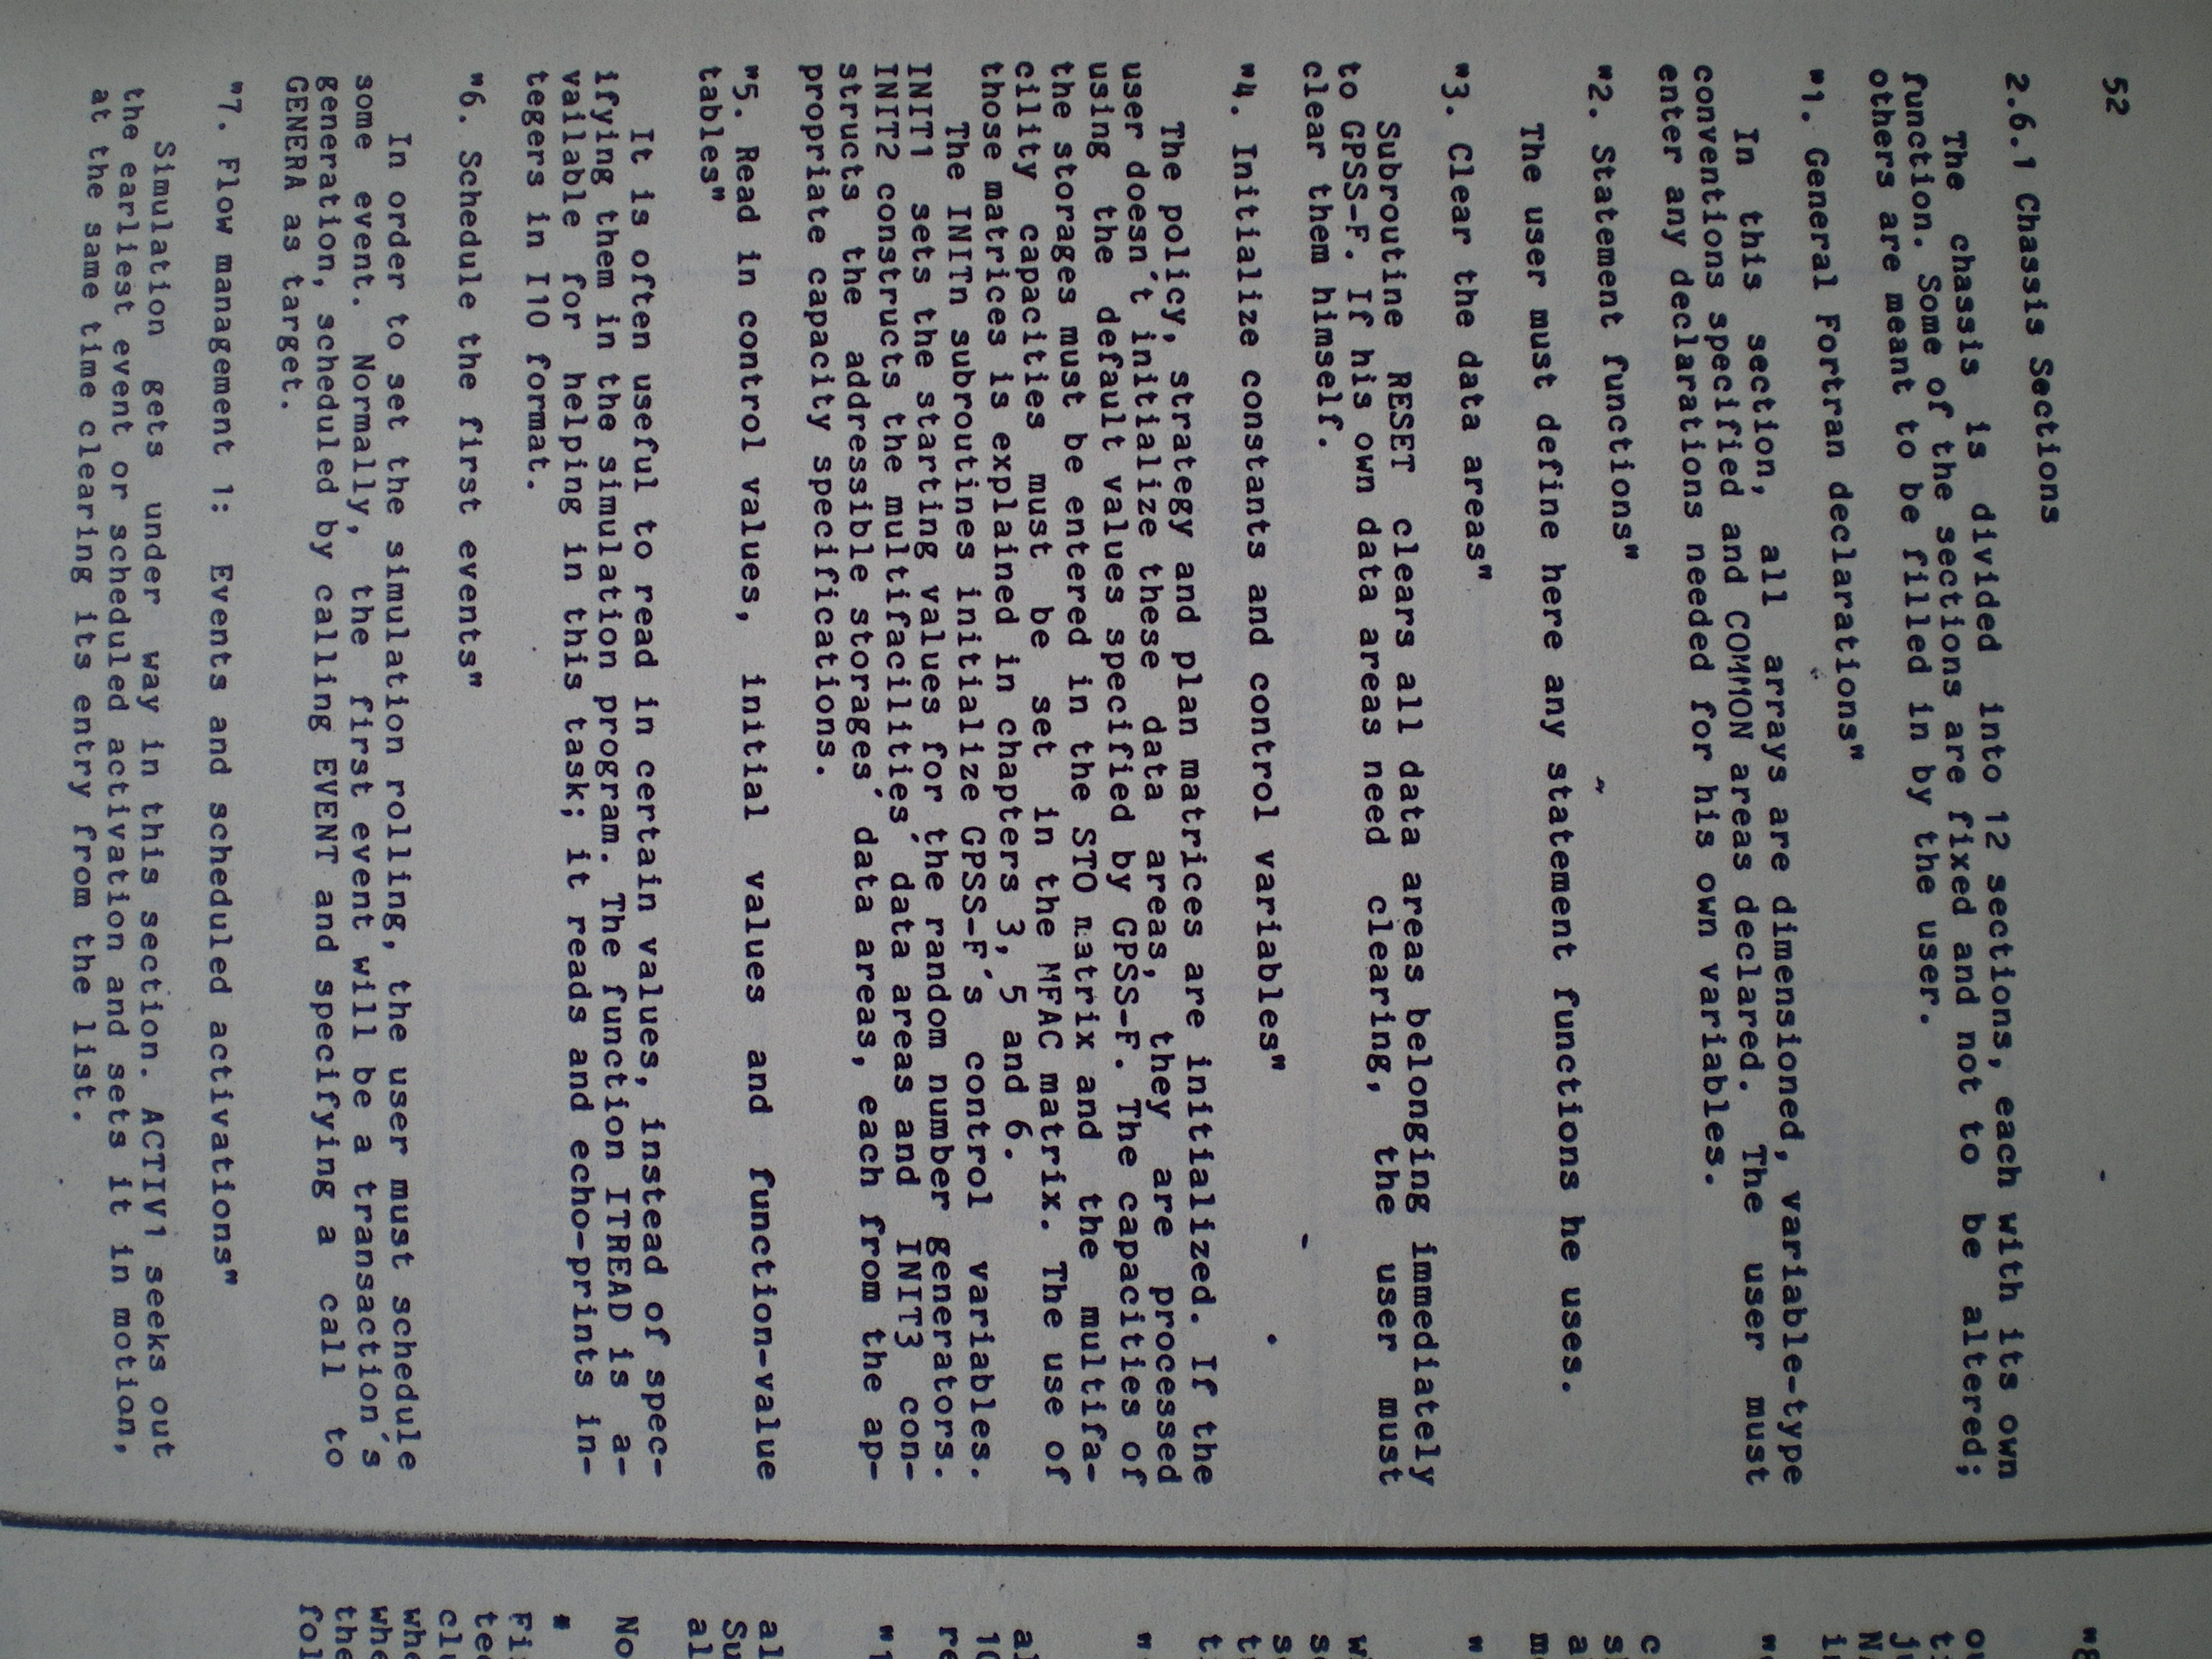 52
2.6.1 Chassis Sections
The chassis is divided into 12 sections, each with its own
function. Some of the sections are fixed and not to be altered;
others are meant to be filled in by the user.
"1. General Fortran declarations"
In this section, all arrays are dimensioned, variable-type
conventions specified and COMMON areas declared. The user must
enter any declarations needed for his own variables.
"2. Statement functions"
The user must define here any statement functions he uses.
"3. Clear the data areas"
Subroutine RESET clears all data areas belonging immediately
to GPSS-F. If his own data areas need clearing, the user must
clear them himself.
"4. Initialize constants and control variables"
The policy, strategy and plan matrices are initialized. If the
user doesn´t initialize these data areas, they are processed
using the default values specified by GPSS-F. The capacities of
the storages must be entered in the STO matrix and the multifa-
cility capacities must be set in the MFAC matrix. The use of
those matrices is explained in chapters 3, 5 and 6.
The INITn subroutines initialize GPSS-F´s control variables.
INIT1 sets the starting values for the random number generators.
INIT2 constructs the multifacilities´ data areas and INIT3 con-
structs the addressible storages´ data areas, each from the ap-
propriate capacity specifications.
"5. Read in control values, initial values and function-value
tables"
It is often useful to read in certain values, instead of spec-
ifying them in the simulation program. The function ITREAD is a-
vailable for helping in this task; it reads and echo-prints in-
tegers in I10 format.
"6. Schedule the first events"
In order to set the simulation rolling, the user must schedule
some event. Normally, the first event will be a transaction´s
generation, scheduled by calling EVENT and specifying a call to
GENERA as target.
"7. Flow management 1: Events and scheduled activations"
Simulation gets under way in this section. ACTIV1 seeks out
the earliest event or scheduled activation and sets it in motion,
at the same time clearing its entry from the list.